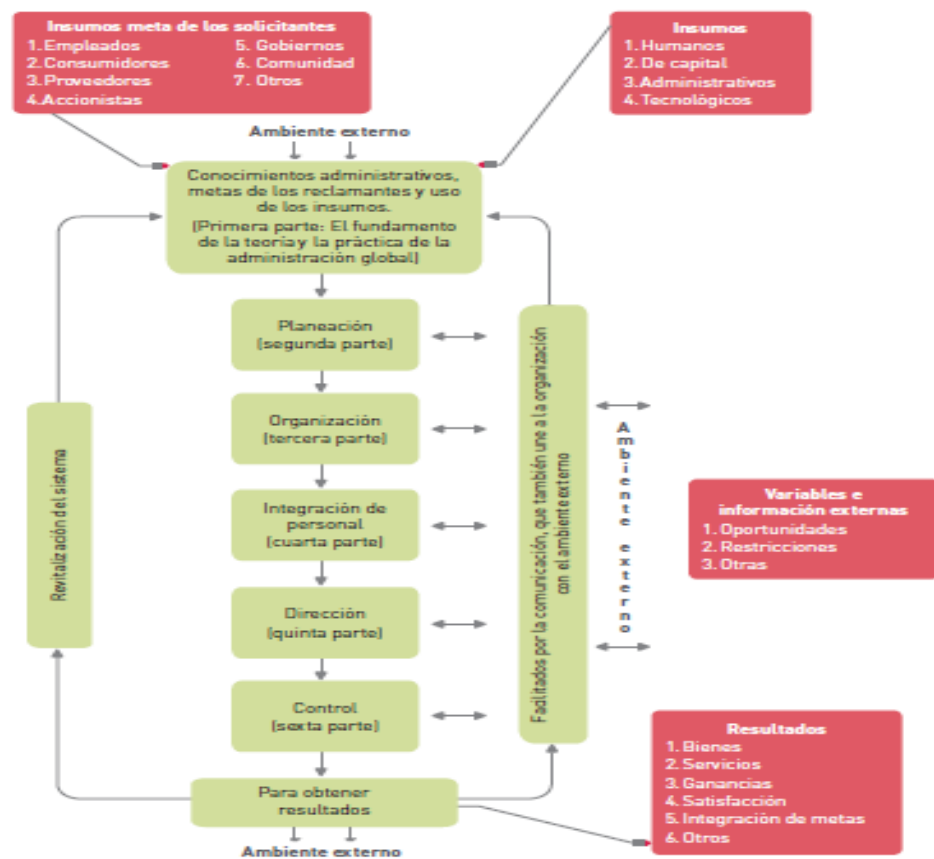 Insumos meta de los solicitantes
1. Empleados
2. Consumidores
3. Proveedores
4. Accionistas
5. Gobiernos
6. Comunidad
7. Otros
Insumos
1. Humanos
2. De capital
3. Administrativos
4. Tecnológicos
Ambiente externo
Conocimientos administrativos,
metas de los reclamantes y uso
de los insumos.
(Primera parte: El fundamento
de la teoría y la práctica de la
administración global)
Planeación
(segunda parte)
Organización
(tercera parte)
Integración de
personal
(cuarta parte)
Dirección
(quinta parte)
Control
(sexta parte)
Para obtener
resultados
Ambiente externo
Revitalización del sistema
Facilitados por la comunicación, que también une a la organización
con el ambiente externo
Ambiente externo
Variables e
información externas
1. Oportunidades
2. Restricciones
3. Otras
Resultados
1. Bienes
2. Servicios
3. Ganancias
4. Satisfacción
5. Integración de metas
6. Otros